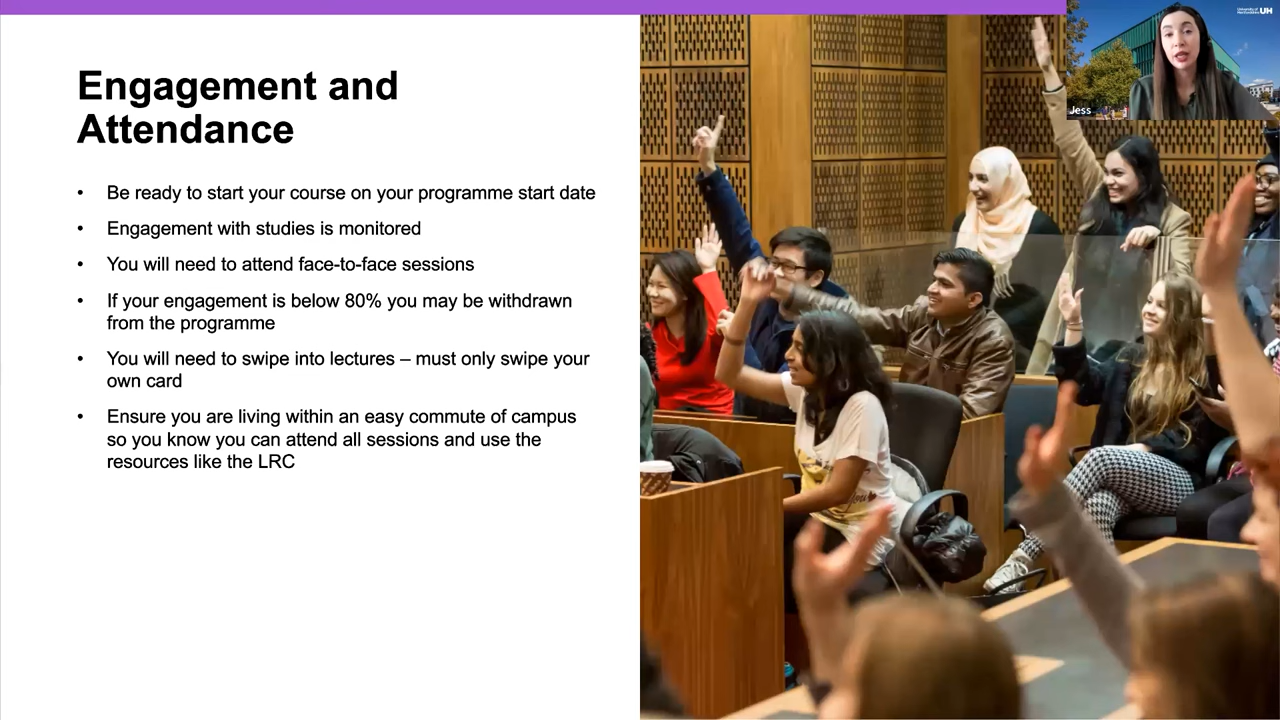 Engagement and
Attendance
• Be ready to start your course on your programme start date
• Engagement with studies is monitored
• You will need to attend face-to-face sessions
• If your engagement is below 80% you may be withdrawn
from the programme
• You will need to swipe into lectures – must only swipe your
own card
• Ensure you are living within an easy commute of campus
so you know you can attend all sessions and use the
resources like the LRC
University of
Hertfordshire UH
Jess